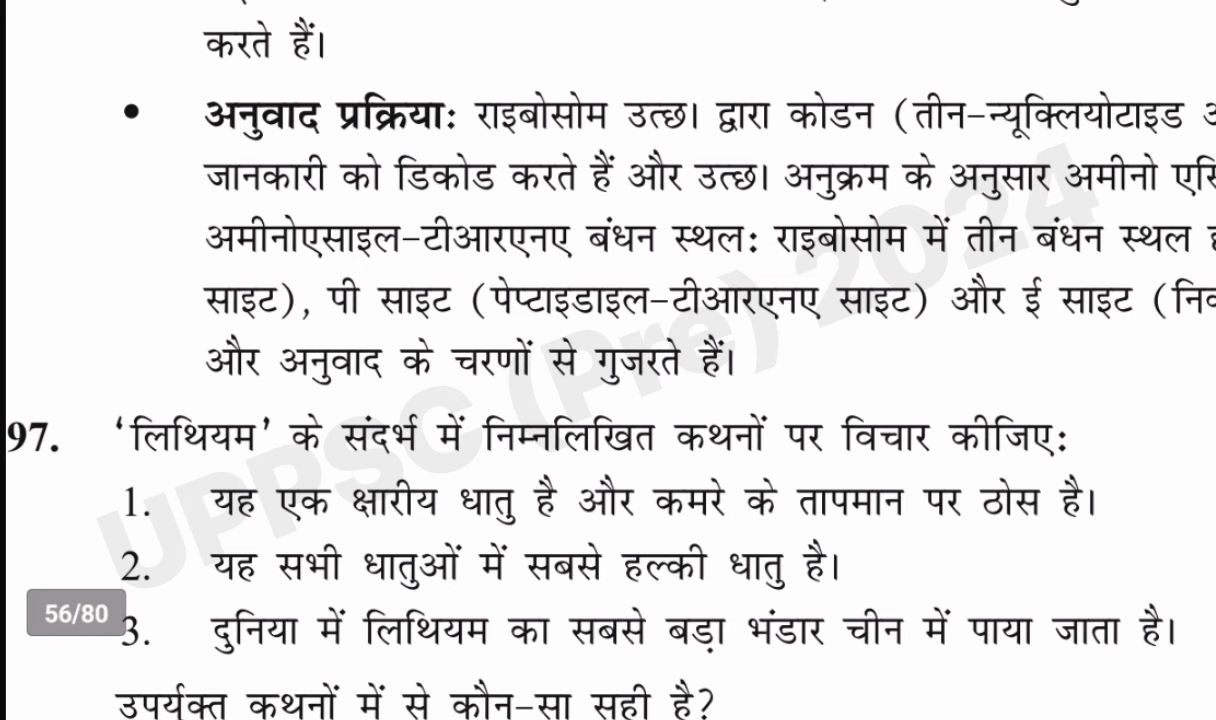 करते हैं।
• अनुवाद प्रक्रियाः राइबोसोम उत्छ। द्वारा कोडन (तीन-न्यूक्लियोटाइड
जानकारी को डिकोड करते हैं और उत्छ। अनुक्रम के अनुसार अमीनो एसि
अमीनोएसाइल-टीआरएनए बंधन स्थलः राइबोसोम में तीन बंधन स्थल
साइट), पी साइट (पेप्टाइडाइल-टीआरएनए साइट) और ई साइट (नि
और अनुवाद के चरणों से गुजरते हैं।
97. 'लिथियम' के संदर्भ में निम्नलिखित कथनों पर विचार कीजिएः
1. यह एक क्षारीय धातु है और कमरे के तापमान पर ठोस है।
2. यह सभी धातुओं में सबसे हल्की धातु है।
56/80
3. दुनिया में लिथियम का सबसे बड़ा भंडार चीन में पाया जाता है।
उपर्युक्त कथनों में से कौन-सा सही है?
UPPSC (Pre) 2024